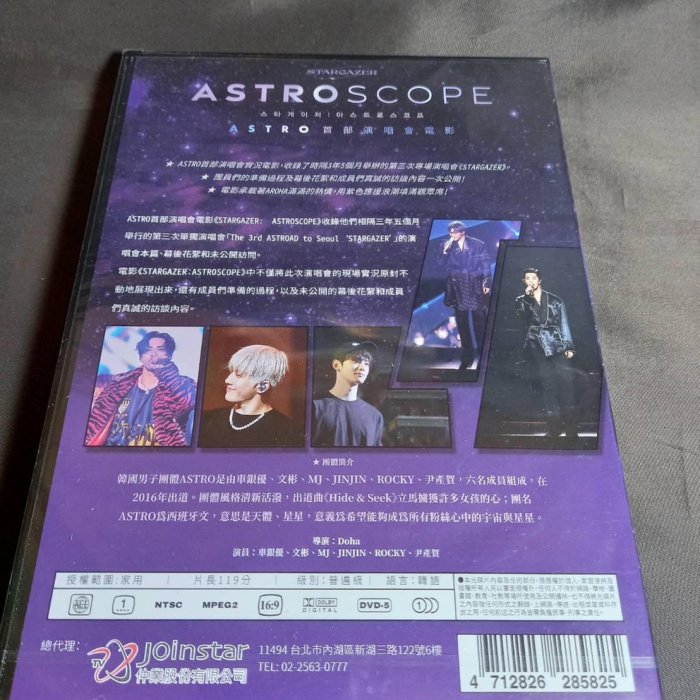 STARGAZER
ASTROSCOPE
스타게이저:아스트로스코프
ASTRO首部演唱會電影
★ ASTRO首部演唱會實況電影,收錄了時隔3年5個月舉辦的第三次專場演唱會《STARGAZER》。
★ 團員們的準備過程及幕後花絮和成員們真誠的訪談內容一次公開!
★ 電影承載著AROHA滿滿的熱情,用紫色應援浪潮填滿觀眾席!
ASTRO首部演唱會電影《STARGAZER: ASTROSCOPE》收錄他們相隔三年五個月
舉行的第三次單獨演唱會「The 3rd ASTROAD to Seoul ‘STARGAZER’」的演
唱會本篇、幕後花絮和未公開訪問。
電影《STARGAZER:ASTROSCOPE》中不僅將此次演唱會的現場實況原封不
動地展現出來,還有成員們準備的過程,以及未公開的幕後花絮和成員
們真誠的訪談內容。
★ 團體簡介
韓國男子團體ASTRO是由車銀優、文彬、MJ、JINJIN、ROCKY、尹產賀,六名成員組成,在
2016年出道。團體風格清新活潑,出道曲《Hide & Seek》立馬擄獲許多女孩的心;團名
ASTRO為西班牙文,意思是天體、星星,意義為希望能夠成為所有粉絲心中的宇宙與星星。
導演:Doha
演員:車銀優、文彬、MJ、JINJIN、ROCKY、尹產賀
授權範圍:家用 片長119分 級別:普遍級 語言:韓語
ALL 1 NTSC MPEG2 16:9 DOLBY DIGITAL DVD-5 1
總代理: TV joinstar 11494 台北市內湖區新湖三路122號6樓
仲業股份有限公司 TEL: 02-2563-0777
4 712826 285825